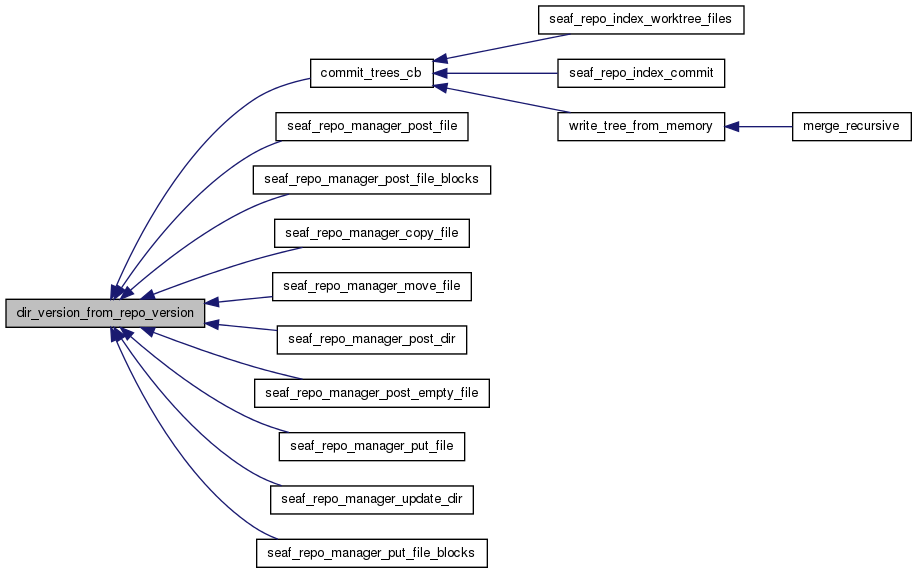 seaf_repo_index_worktree_files
commit_trees_cb
seaf_repo_index_commit
seaf_repo_manager_post_file
write_tree_from_memory
merge_recursive
seaf_repo_manager_post_file_blocks
seaf_repo_manager_copy_file
seaf_repo_manager_move_file
dir_version_from_repo_version
seaf_repo_manager_post_dir
seaf_repo_manager_post_empty_file
seaf_repo_manager_put_file
seaf_repo_manager_update_dir
seaf_repo_manager_put_file_blocks